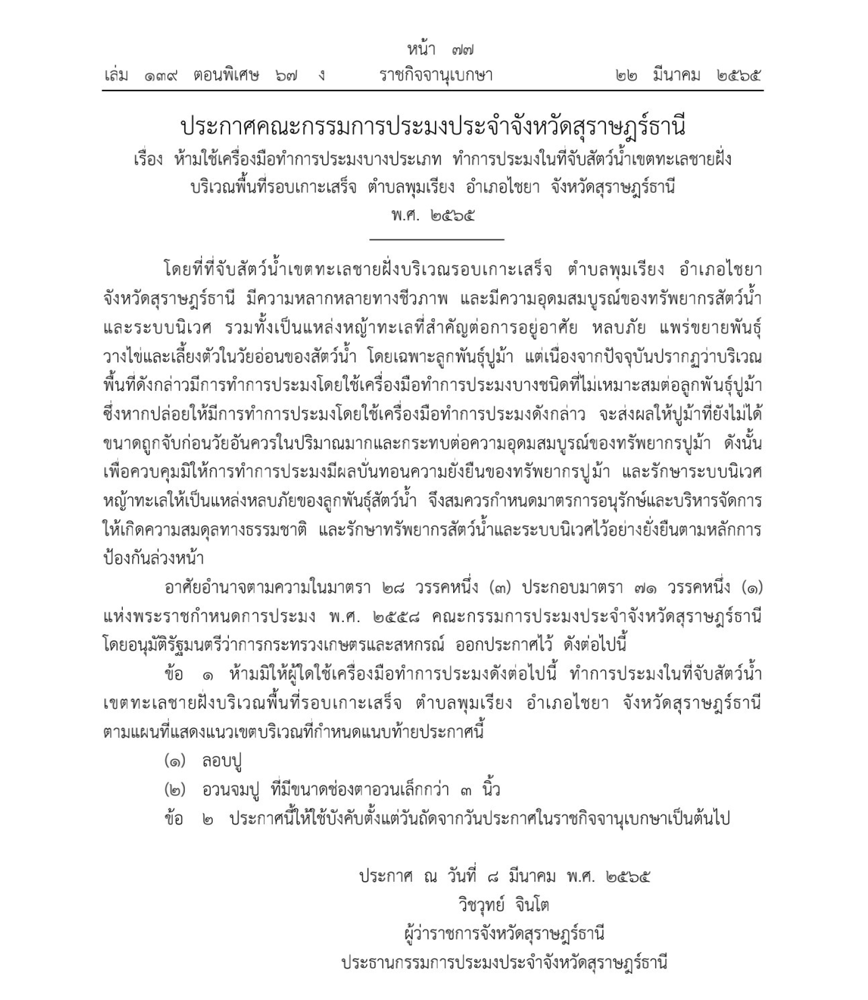 หน้า ๗๗
เล่ม ๑๓๙ ตอนพิเศษ ๖๗ ง ราชกิจจานุเบกษา ๒๒ มีนาคม ๒๕๖๕
ประกาศคณะกรรมการประมงประจำจังหวัดสุราษฎร์ธานี
เรื่อง ห้ามใช้เครื่องมือทำการประมงบางประเภท ทำการประมงในที่จับสัตว์น้ำเขตทะเลชายฝั่ง
บริเวณพื้นที่รอบเกาะเสร็จ ตำบลพุมเรียง อำเภอไชยา จังหวัดสุราษฎร์ธานี
พ.ศ. ๒๕๖๕
โดยที่ที่จับสัตว์น้ำเขตทะเลชายฝั่งบริเวณรอบเกาะเสร็จ ตำบลพุมเรียง อำเภอไชยา
จังหวัดสุราษฎร์ธานี มีความหลากหลายทางชีวภาพ และมีความอุดมสมบูรณ์ของทรัพยากรสัตว์น้ำ
และระบบนิเวศ รวมทั้งเป็นแหล่งหญ้าทะเลที่สำคัญต่อการอยู่อาศัย หลบภัย แพร่ขยายพันธุ์
วางไข่และเลี้ยงตัวในวัยอ่อนของสัตว์น้ำ โดยเฉพาะลูกพันธุ์ปูม้า แต่เนื่องจากปัจจุบันปรากฏว่าบริเวณ
พื้นที่ดังกล่าวมีการทำการประมงโดยใช้เครื่องมือทำการประมงบางชนิดที่ไม่เหมาะสมต่อลูกพันธุ์ปูม้า
ซึ่งหากปล่อยให้มีการทำการประมงโดยใช้เครื่องมือทำการประมงดังกล่าว จะส่งผลให้ปูม้าที่ยังไม่ได้
ขนาดถูกจับก่อนวัยอันควรในปริมาณมากและกระทบต่อความอุดมสมบูรณ์ของทรัพยากรปูม้า ดังนั้น
เพื่อควบคุมมิให้การทำการประมงมีผลบั่นทอนความยั่งยืนของทรัพยากรปูม้า และรักษาระบบนิเวศ
หญ้าทะเลให้เป็นแหล่งหลบภัยของลูกพันธุ์สัตว์น้ำ จึงสมควรกำหนดมาตรการอนุรักษ์และบริหารจัดการ
ให้เกิดความสมดุลทางธรรมชาติ และรักษาทรัพยากรสัตว์น้ำและระบบนิเวศไว้อย่างยั่งยืนตามหลักการ
ป้องกันล่วงหน้า
อาศัยอำนาจตามความในมาตรา ๒๘ วรรคหนึ่ง (๓) ประกอบมาตรา ๗๑ วรรคหนึ่ง (๑)
แห่งพระราชกำหนดการประมง พ.ศ. ๒๕๕๘ คณะกรรมการประมงประจำจังหวัดสุราษฎร์ธานี
โดยอนุมัติรัฐมนตรีว่าการกระทรวงเกษตรและสหกรณ์ ออกประกาศไว้ ดังต่อไปนี้
ข้อ ๑ ห้ามมิให้ผู้ใดใช้เครื่องมือทำการประมงดังต่อไปนี้ ทำการประมงในที่จับสัตว์น้ำ
เขตทะเลชายฝั่งบริเวณพื้นที่รอบเกาะเสร็จ ตำบลพุมเรียง อำเภอไชยา จังหวัดสุราษฎร์ธานี
ตามแผนที่แสดงแนวเขตบริเวณที่กำหนดแนบท้ายประกาศนี้
(๑) ลอบปู
(๒) อวนจมปู ที่มีขนาดช่องตาอวนเล็กกว่า ๓ นิ้ว
ข้อ ๒ ประกาศนี้ให้ใช้บังคับตั้งแต่วันถัดจากวันประกาศในราชกิจจานุเบกษาเป็นต้นไป
ประกาศ ณ วันที่ ๘ มีนาคม พ.ศ. ๒๕๖๕
วิชวุทย์ จินโต
ผู้ว่าราชการจังหวัดสุราษฎร์ธานี
ประธานกรรมการประมงประจำจังหวัดสุราษฎร์ธานี